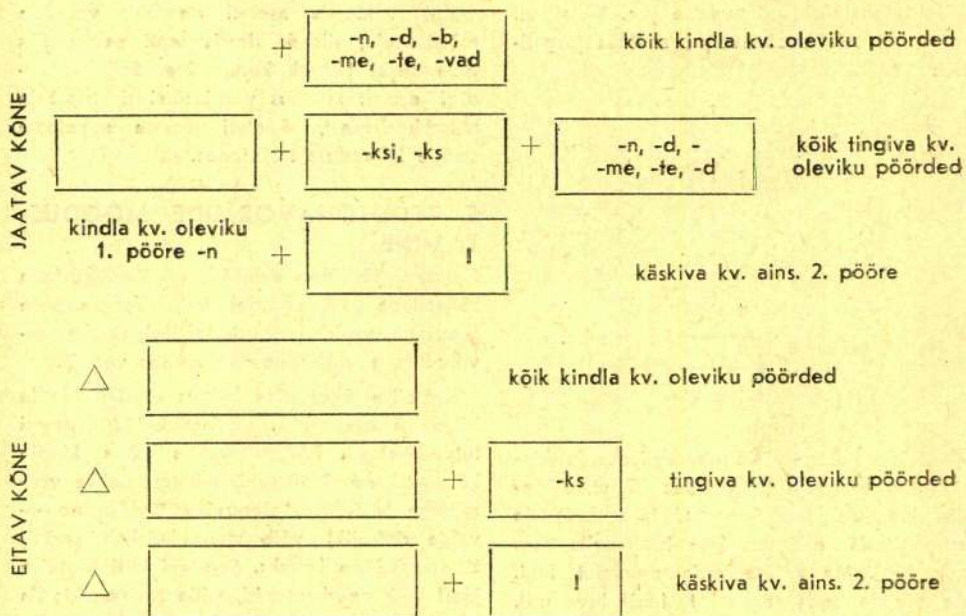 JAATAV KÕNE
+ -n, -d, -b,
-me, -te, -vad
kõik kindla kv. oleviku pöörded
+ -ksi, -ks + -n, -d, -
-me, -te, -d
kõik tingiva kv.
oleviku pöörded
kindla kv. oleviku
1. pööre -n
+ !
käskiva kv. ains. 2. pööre
EITAV KÕNE
△ kõik kindla kv. oleviku pöörded
△ + -ks tingiva kv. oleviku pöörded
△ + ! käskiva kv. ains. 2. pööre